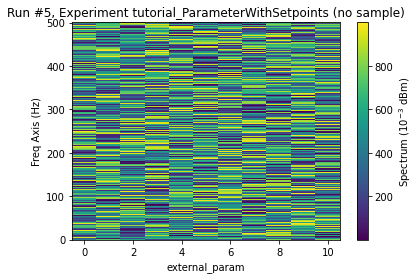 Run #5, Experiment tutorial_ParameterWithSetpoints (no sample)
500
400
300
200
100
0
Freq Axis (Hz)
0 2 4 6 8 10
external_param
800
600
400
200
Spectrum (10⁻³ dBm)